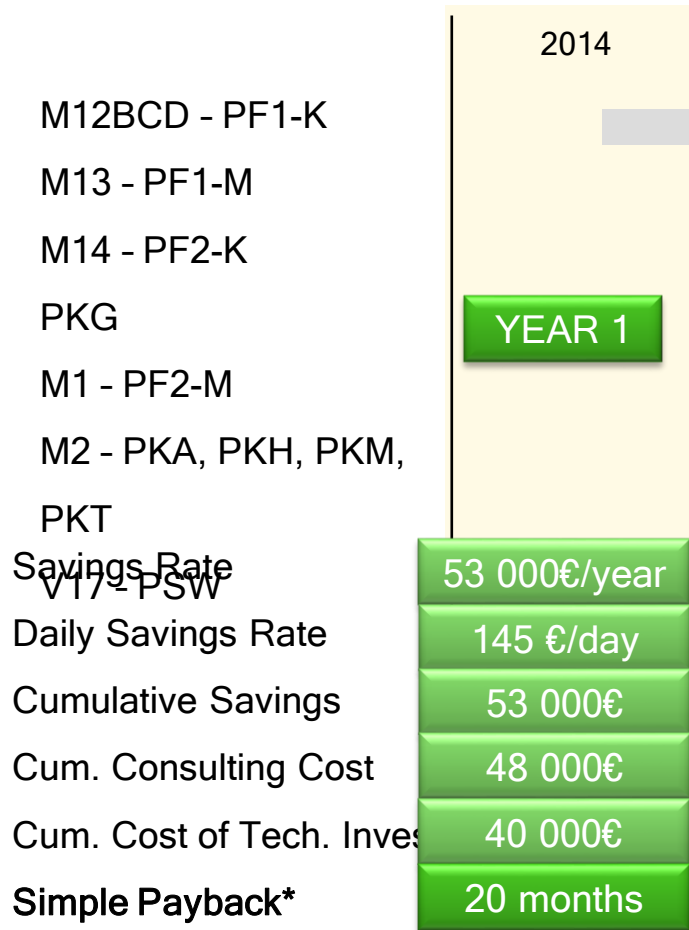 2014
M12BCD – PF1-K
M13 – PF1-M
M14 – PF2-K
PKG
YEAR 1
M1 – PF2-M
M2 – PKA, PKH, PKM,
PKT
V17 – PSW
Savings Rate 53 000€/year
Daily Savings Rate 145 €/day
Cumulative Savings 53 000€
Cum. Consulting Cost 48 000€
Cum. Cost of Tech. Inves 40 000€
Simple Payback* 20 months